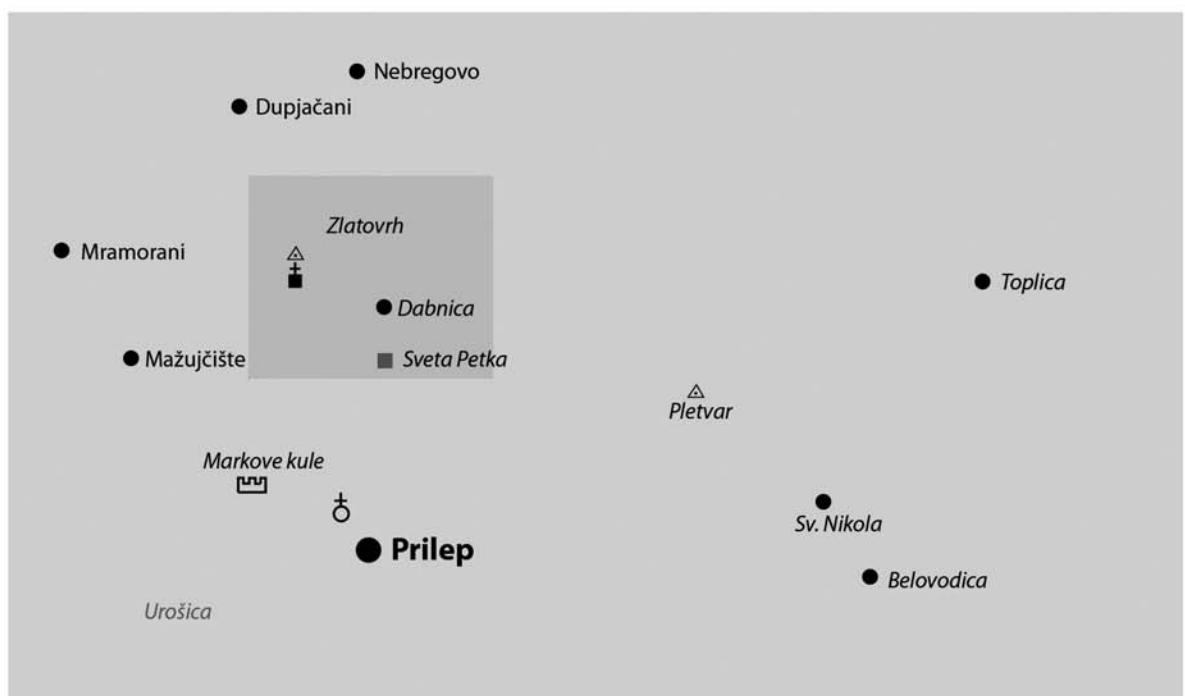 Nebregovo
Dupjačani
Zlatovrh
Mramorani
Toplica
Dabnica
Mažujčište
Sveta Petka
Pletvar
Markove kule
Sv. Nikola
Prilep
Belovodica
Urošica